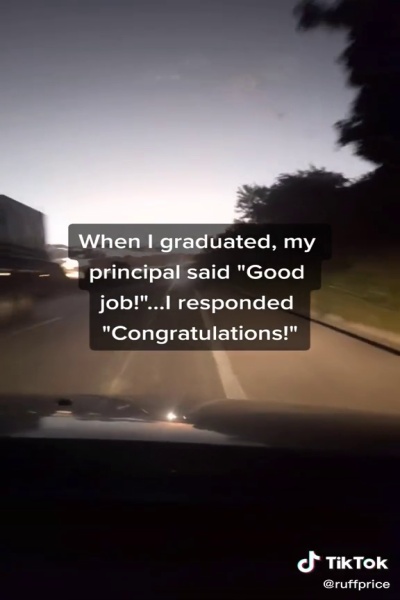 When I graduated, my
principal said "Good
job!"...I responded
"Congratulations!"
TikTok
@ruffprice